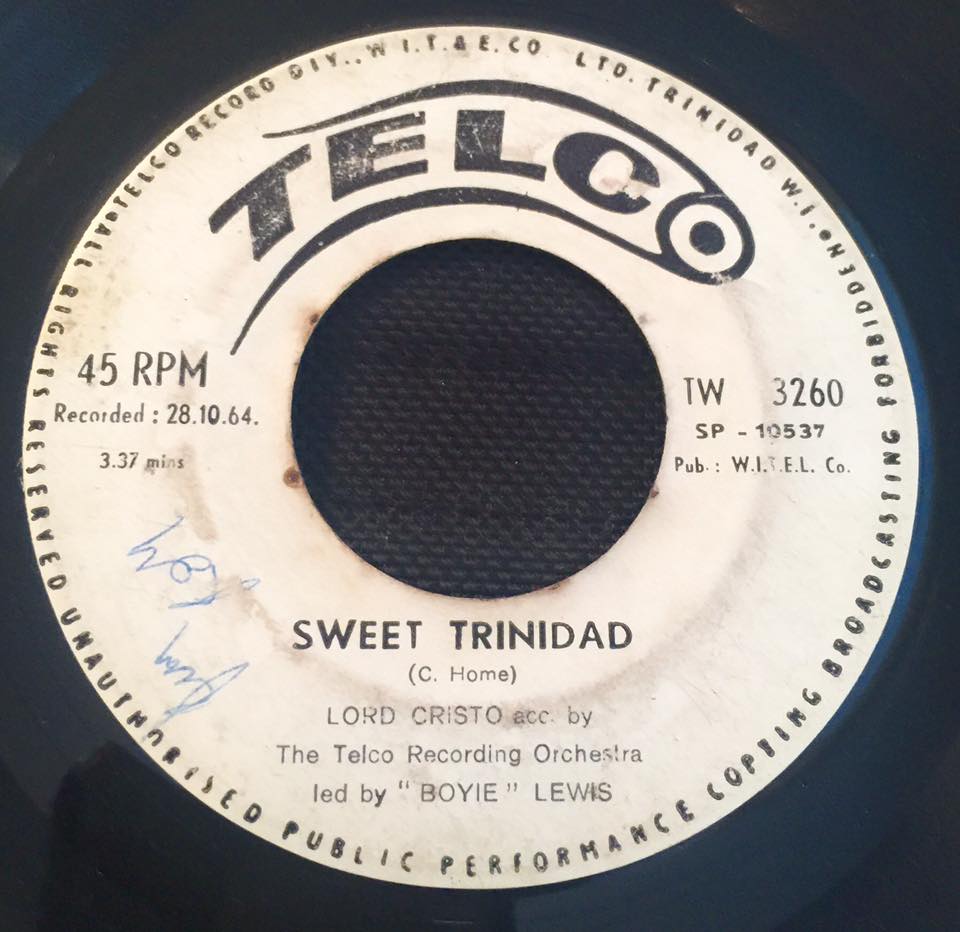 TELCO RECORD DIV., W.I.T.& E.CO. LTD. TRINIDAD W.I.
FORBIDDEN
ALL RIGHTS RESERVED UNAUTHORISED PUBLIC PERFORMANCE COPYING BROADCASTING
TELCO
45 RPM
Recorded : 28.10.64.
3.37 mins
TW 3260
SP - 10537
Pub. : W.I.T.E.L. Co.
SWEET TRINIDAD
(C. Home)
LORD CRISTO acc. by
The Telco Recording Orchestra
led by "BOYIE" LEWIS